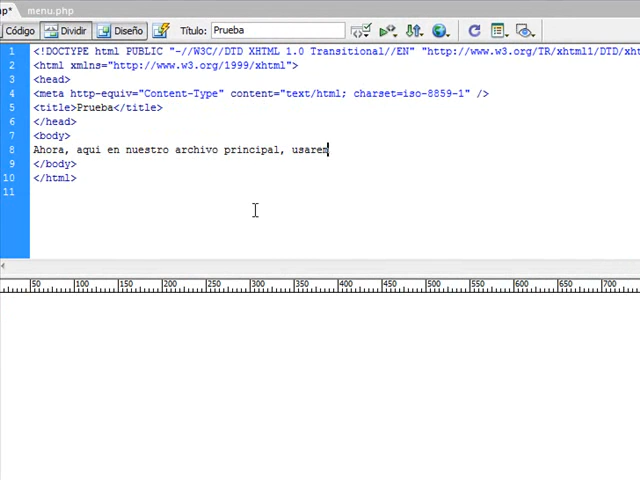 hp* menu.php
Código Dividir Diseño Título: Prueba
1 <!DOCTYPE html PUBLIC "-//W3C//DTD XHTML 1.0 Transitional//EN" "http://www.w3.org/TR/xhtml1/DTD/xht
2 <html xmlns="http://www.w3.org/1999/xhtml">
3 <head>
4 <meta http-equiv="Content-Type" content="text/html; charset=iso-8859-1" />
5 <title>Prueba</title>
6 </head>
7 <body>
8 Ahora, aqui en nuestro archivo principal, usarem
9 </body>
10 </html>
11
50 100 150 200 250 300 350 400 450 500 550 600 650 700